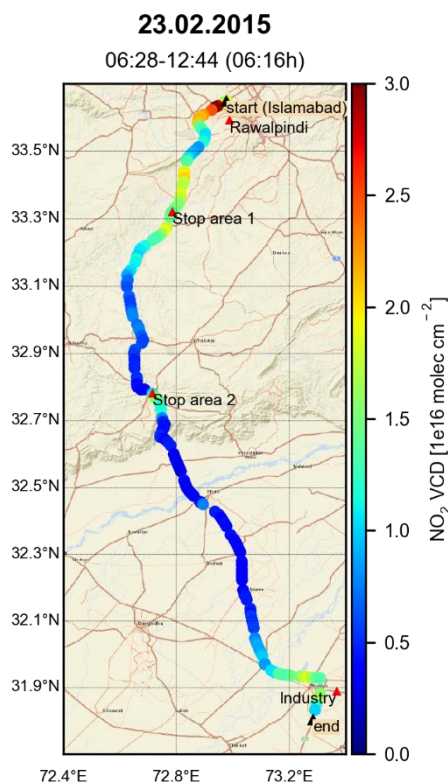 23.02.2015
06:28-12:44 (06:16h)
3.0
start (Islamabad)
Rawalpindi
33.5°N
2.5
Stop area 1
33.3°N
33.1°N
2.0
32.9°N
Stop area 2
32.7°N
1.5
32.5°N
1.0
32.3°N
32.1°N
0.5
31.9°N
Industry
end
0.0
72.4°E
72.8°E
73.2°E
NO₂ VCD [1e16 molec cm⁻²]